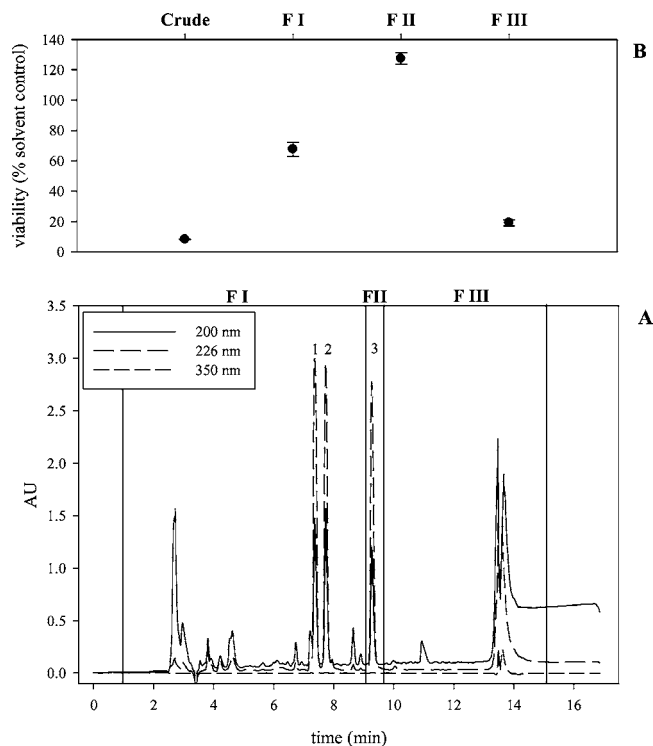 Crude F I F II F III
B
140
120
100
80
60
40
20
0
viability (% solvent control)
F I FII F III
A
3.5
3.0
2.5
2.0
1.5
1.0
0.5
0.0
AU
200 nm
226 nm
350 nm
1 2 3
0 2 4 6 8 10 12 14 16
time (min)